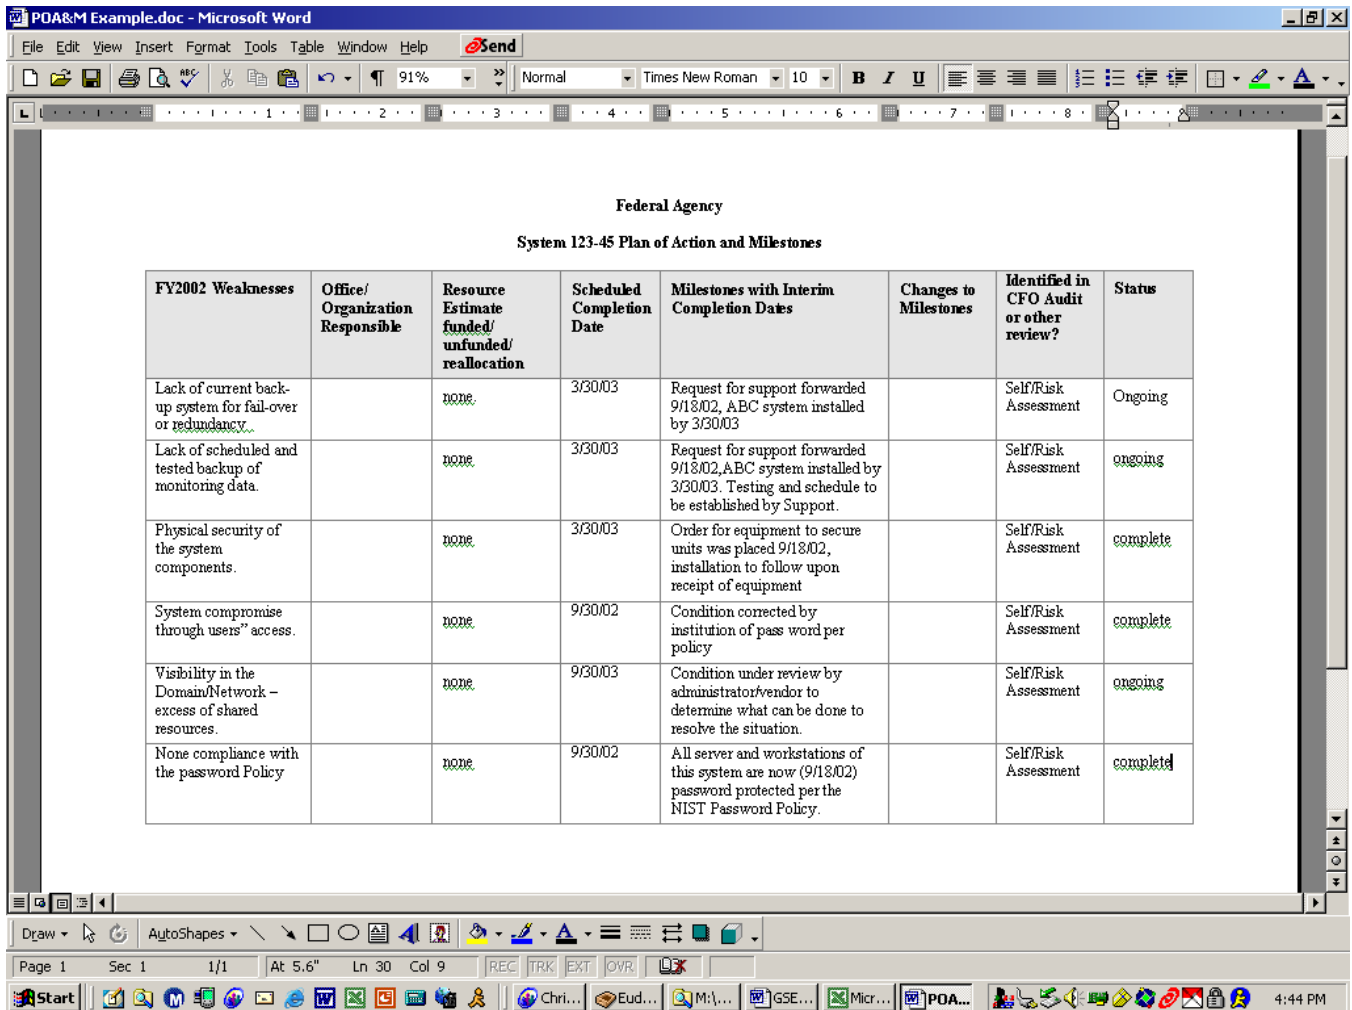 POA&M Example.doc - Microsoft Word
File Edit View Insert Format Tools Table Window Help Send
91% Normal Times New Roman 10 B I U
1 2 3 4 5 6 7 8
Federal Agency
System 123-45 Plan of Action and Milestones
FY2002 Weaknesses
Office/
Organization
Responsible
Resource
Estimate
funded/
unfunded/
reallocation
Scheduled
Completion
Date
Milestones with Interim
Completion Dates
Changes to
Milestones
Identified in
CFO Audit
or other
review?
Status
Lack of current back-
up system for fail-over
or redundancy
none.
3/30/03
Request for support forwarded
9/18/02, ABC system installed
by 3/30/03
Self/Risk
Assessment
Ongoing
Lack of scheduled and
tested backup of
monitoring data.
none
3/30/03
Request for support forwarded
9/18/02,ABC system installed by
3/30/03. Testing and schedule to
be established by Support.
Self/Risk
Assessment
ongoing
Physical security of
the system
components.
none
3/30/03
Order for equipment to secure
units was placed 9/18/02,
installation to follow upon
receipt of equipment
Self/Risk
Assessment
complete
System compromise
through users” access.
none
9/30/02
Condition corrected by
institution of pass word per
policy
Self/Risk
Assessment
complete
Visibility in the
Domain/Network –
excess of shared
resources.
none
9/30/03
Condition under review by
administrator/vendor to
determine what can be done to
resolve the situation.
Self/Risk
Assessment
ongoing
None compliance with
the password Policy
none
9/30/02
All server and workstations of
this system are now (9/18/02)
password protected per the
NIST Password Policy.
Self/Risk
Assessment
complete
Draw AutoShapes
Page 1 Sec 1 1/1 At 5.6" Ln 30 Col 9 REC TRK EXT OVR
Start Chri... Eud... M:\... GSE... Micr... POA... 4:44 PM